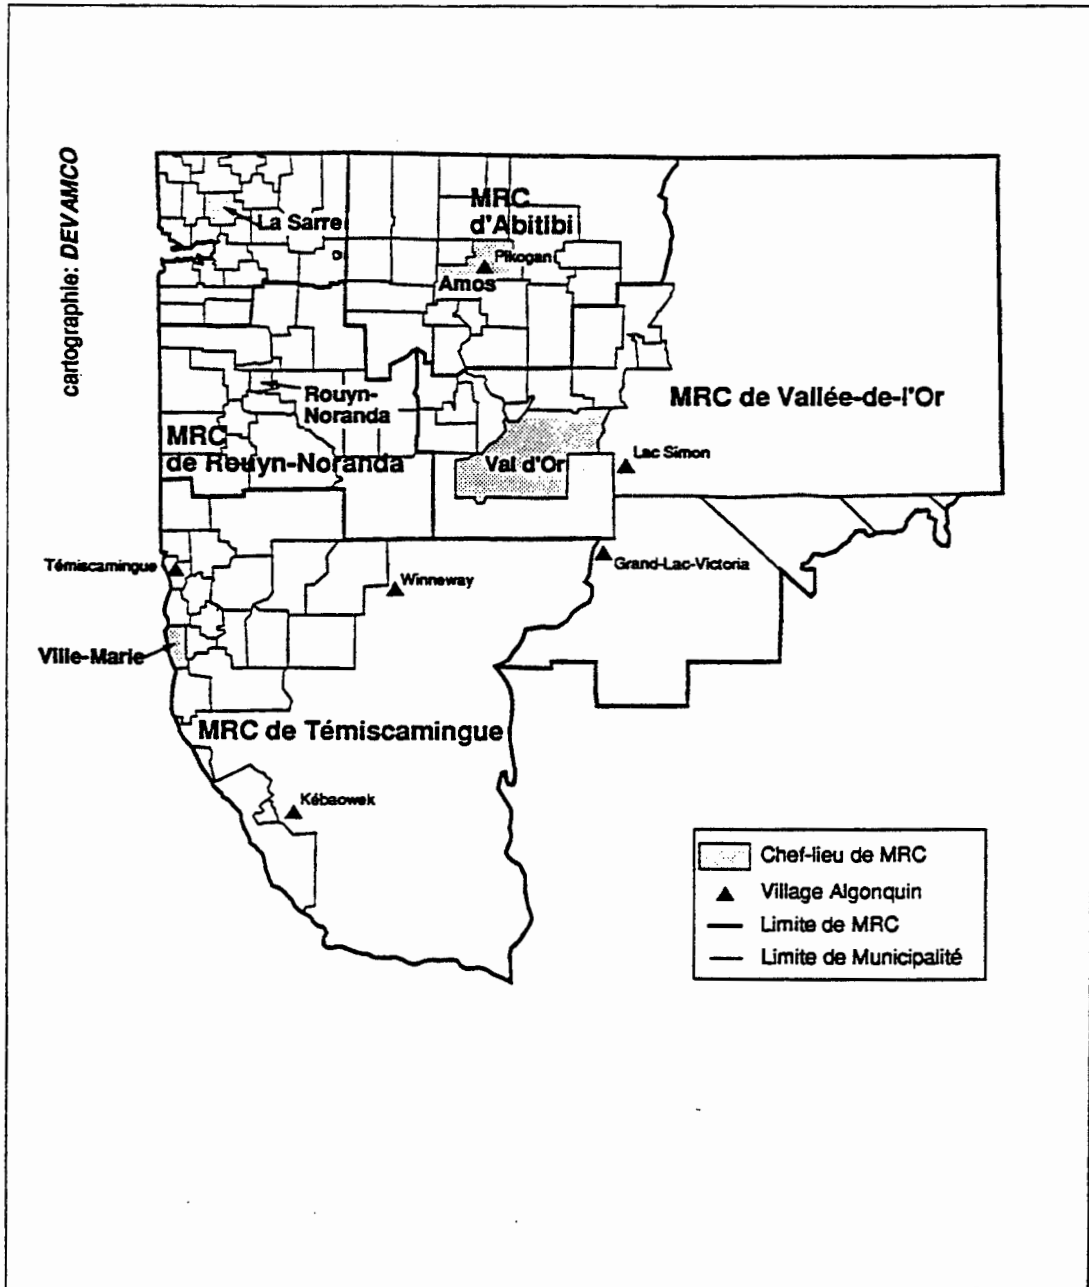 cartographie: DEVAMCO
La Sarre
MRC
d'Abitibi
Pikogan
Amos
MRC de Vallée-de-l'Or
Rouyn-
Noranda
MRC
de Rouyn-Noranda
Val d'Or
Lac Simon
Témiscamingue
Winneway
Grand-Lac-Victoria
Ville-Marie
MRC de Témiscamingue
Kébaowek
Chef-lieu de MRC
Village Algonquin
Limite de MRC
Limite de Municipalité